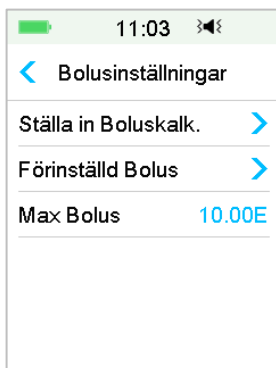 11:03
Bolusinställningar
Ställa in Boluskalk.
Förinställd Bolus
Max Bolus 10.00E